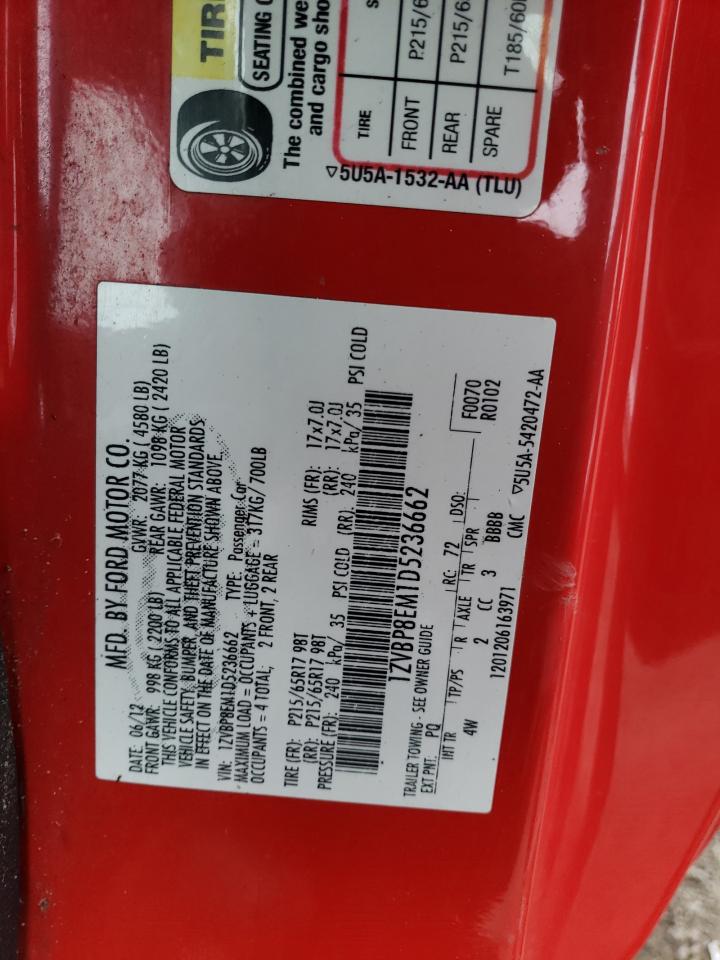 TIR
SEATING C
The combined we
and cargo sho
TIRE S
FRONT P215/6
REAR P215/6
SPARE T185/60
▽5U5A-1532-AA (TLU)
MFD. BY FORD MOTOR CO.
DATE: 06/12 GVWR: 2077 KG ( 4580 LB)
FRONT GAWR: 998 KG ( 2200 LB) REAR GAWR: 1098 KG ( 2420 LB)
THIS VEHICLE CONFORMS TO ALL APPLICABLE FEDERAL MOTOR
VEHICLE SAFETY, BUMPER, AND THEFT PREVENTION STANDARDS
IN EFFECT ON THE DATE OF MANUFACTURE SHOWN ABOVE.
VIN: 1ZVBP8EM1D5236662 TYPE: Passenger Car
MAXIMUM LOAD = OCCUPANTS + LUGGAGE = 317KG/ 700LB
OCCUPANTS = 4 TOTAL; 2 FRONT, 2 REAR
TIRE (FR): P215/65R17 98T RIMS (FR): 17x7.0J
(RR): P215/65R17 98T (RR): 17x7.0J
PRESSURE (FR): 240 kPa/ 35 PSI COLD (RR): 240 kPa/ 35 PSI COLD
1ZVBP8EM1D5236662
TRAILER TOWING - SEE OWNER GUIDE
EXT PNT: PQ RC: 72 DSO: F0070
R0102
INT TR TP/PS R AXLE TR SPR
4W 2 CC 3 BBBB
1201206163971 CMC ▽5U5A-5420472-AA